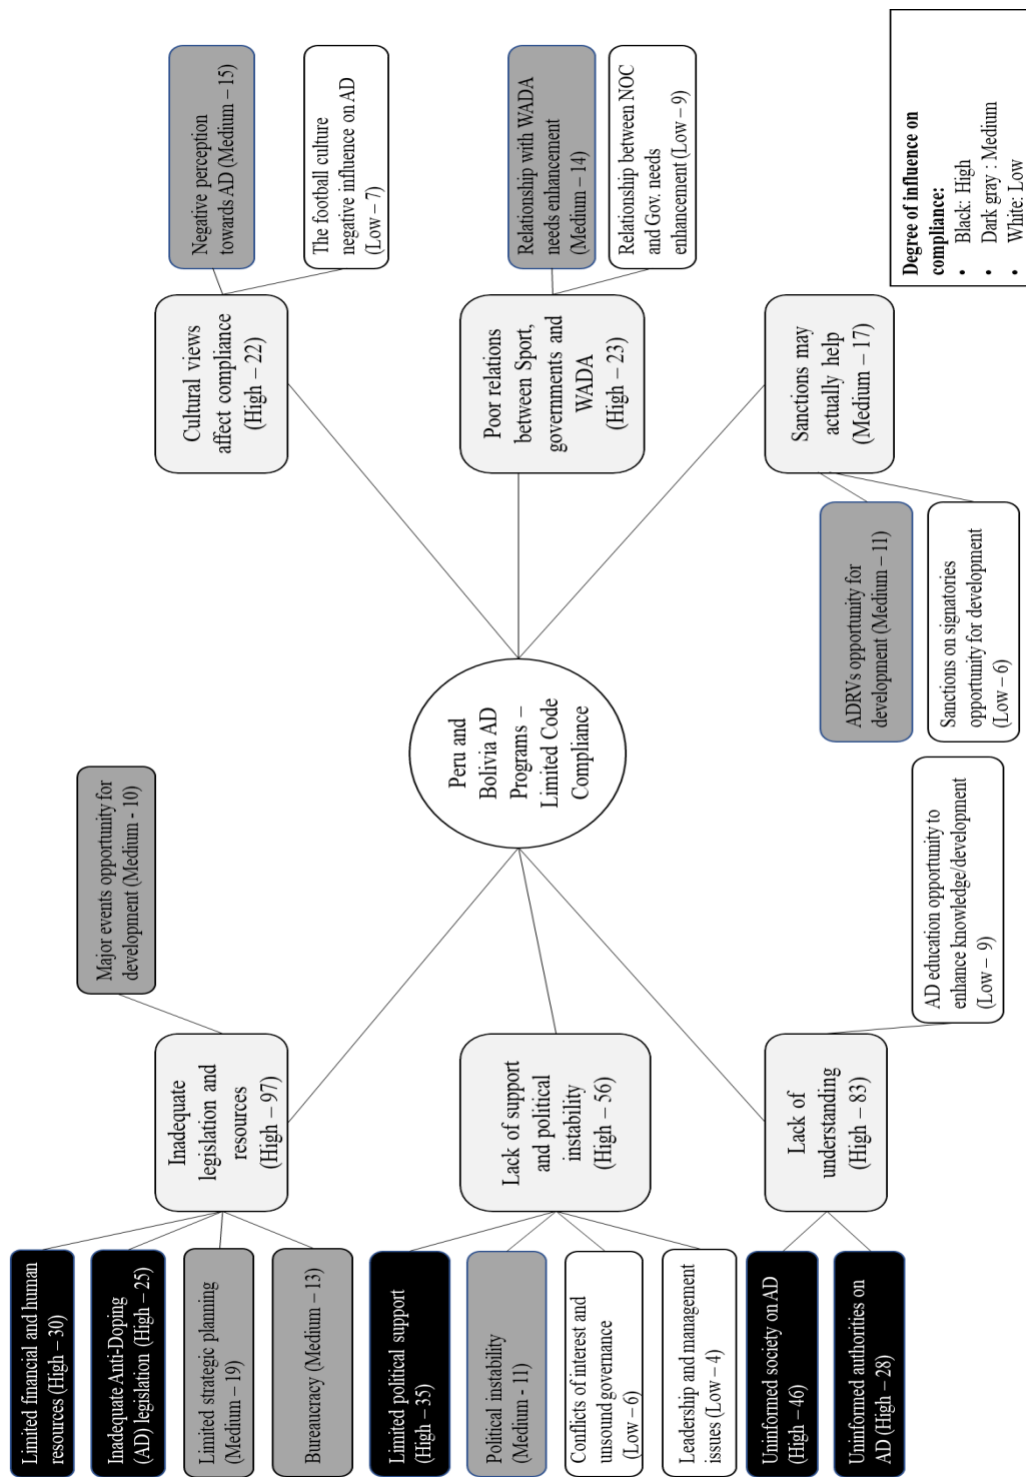 Limited financial and human
resources (High – 30)
Inadequate Anti-Doping
(AD) legislation (High – 25)
Limited strategic planning
(Medium – 19)
Bureaucracy (Medium – 13)
Limited political support
(High – 35)
Political instability
(Medium - 11)
Conflicts of interest and
unsound governance
(Low – 6)
Leadership and management
issues (Low – 4)
Uninformed society on AD
(High – 46)
Uninformed authorities on
AD (High – 28)
Inadequate
legislation and
resources
(High – 97)
Lack of support
and political
instability
(High – 56)
Lack of
understanding
(High – 83)
Major events opportunity for
development (Medium - 10)
AD education opportunity to
enhance knowledge/development
(Low – 9)
Peru and
Bolivia AD
Programs –
Limited Code
Compliance
Cultural views
affect compliance
(High – 22)
Poor relations
between Sport,
governments and
WADA
(High – 23)
Sanctions may
actually help
(Medium – 17)
ADRVs opportunity for
development (Medium – 11)
Sanctions on signatories
opportunity for development
(Low – 6)
Negative perception
towards AD (Medium – 15)
The football culture
negative influence on AD
(Low – 7)
Relationship with WADA
needs enhancement
(Medium – 14)
Relationship between NOC
and Gov. needs
enhancement (Low – 9)
Degree of influence on
compliance:
• Black: High
• Dark gray : Medium
• White: Low